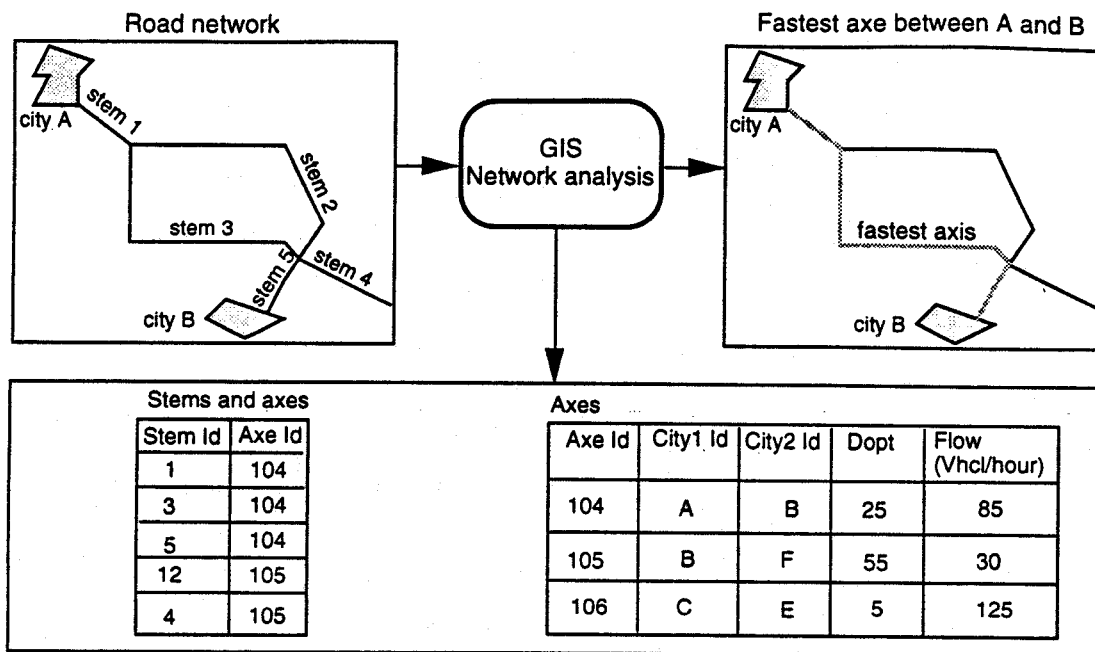 Road network
city A
stem 1
stem 2
stem 3
stem 5
stem 4
city B
GIS
Network analysis
Fastest axe between A and B
city A
fastest axis
city B
Stems and axes
Stem Id Axe Id
1 104
3 104
5 104
12 105
4 105
Axes
Axe Id City1 Id City2 Id Dopt Flow
(Vhcl/hour)
104 A B 25 85
105 B F 55 30
106 C E 5 125